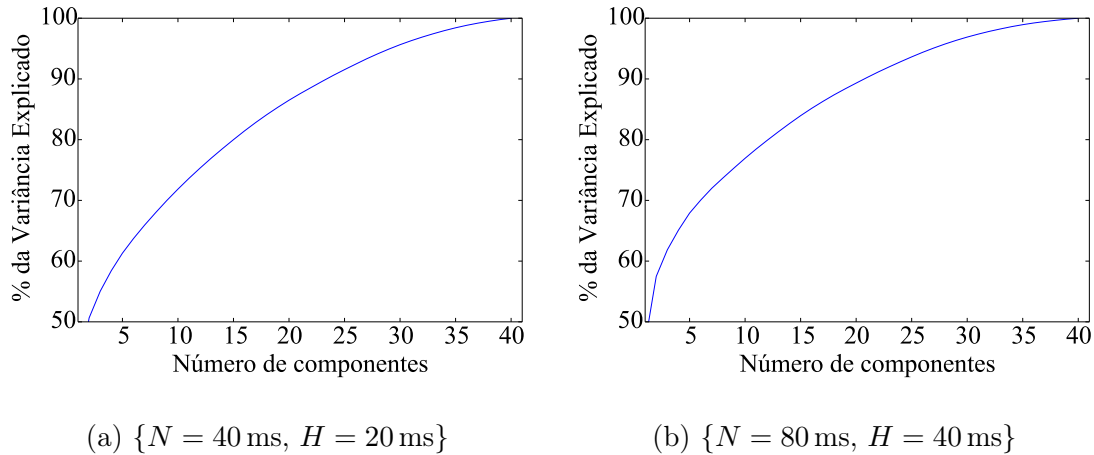 100
90
80
70
60
50
% da Variância Explicado
5 10 15 20 25 30 35 40
Número de componentes
(a) {N = 40 ms, H = 20 ms}
100
90
80
70
60
50
% da Variância Explicado
5 10 15 20 25 30 35 40
Número de componentes
(b) {N = 80 ms, H = 40 ms}